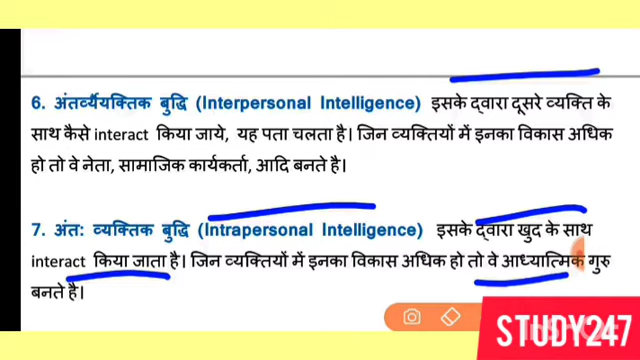 6. अंतर्व्यैयक्तिक बुद्धि (Interpersonal Intelligence) इसके द्वारा दूसरे व्यक्ति के
साथ कैसे interact किया जाये, यह पता चलता है। जिन व्यक्तियों में इनका विकास अधिक
हो तो वे नेता, सामाजिक कार्यकर्ता, आदि बनते है।
7. अंत: व्यक्तिक बुद्धि (Intrapersonal Intelligence) इसके द्वारा खुद के साथ
interact किया जाता है। जिन व्यक्तियों में इनका विकास अधिक हो तो वे आध्यात्मिक गुरु
बनते है।
STUDY247